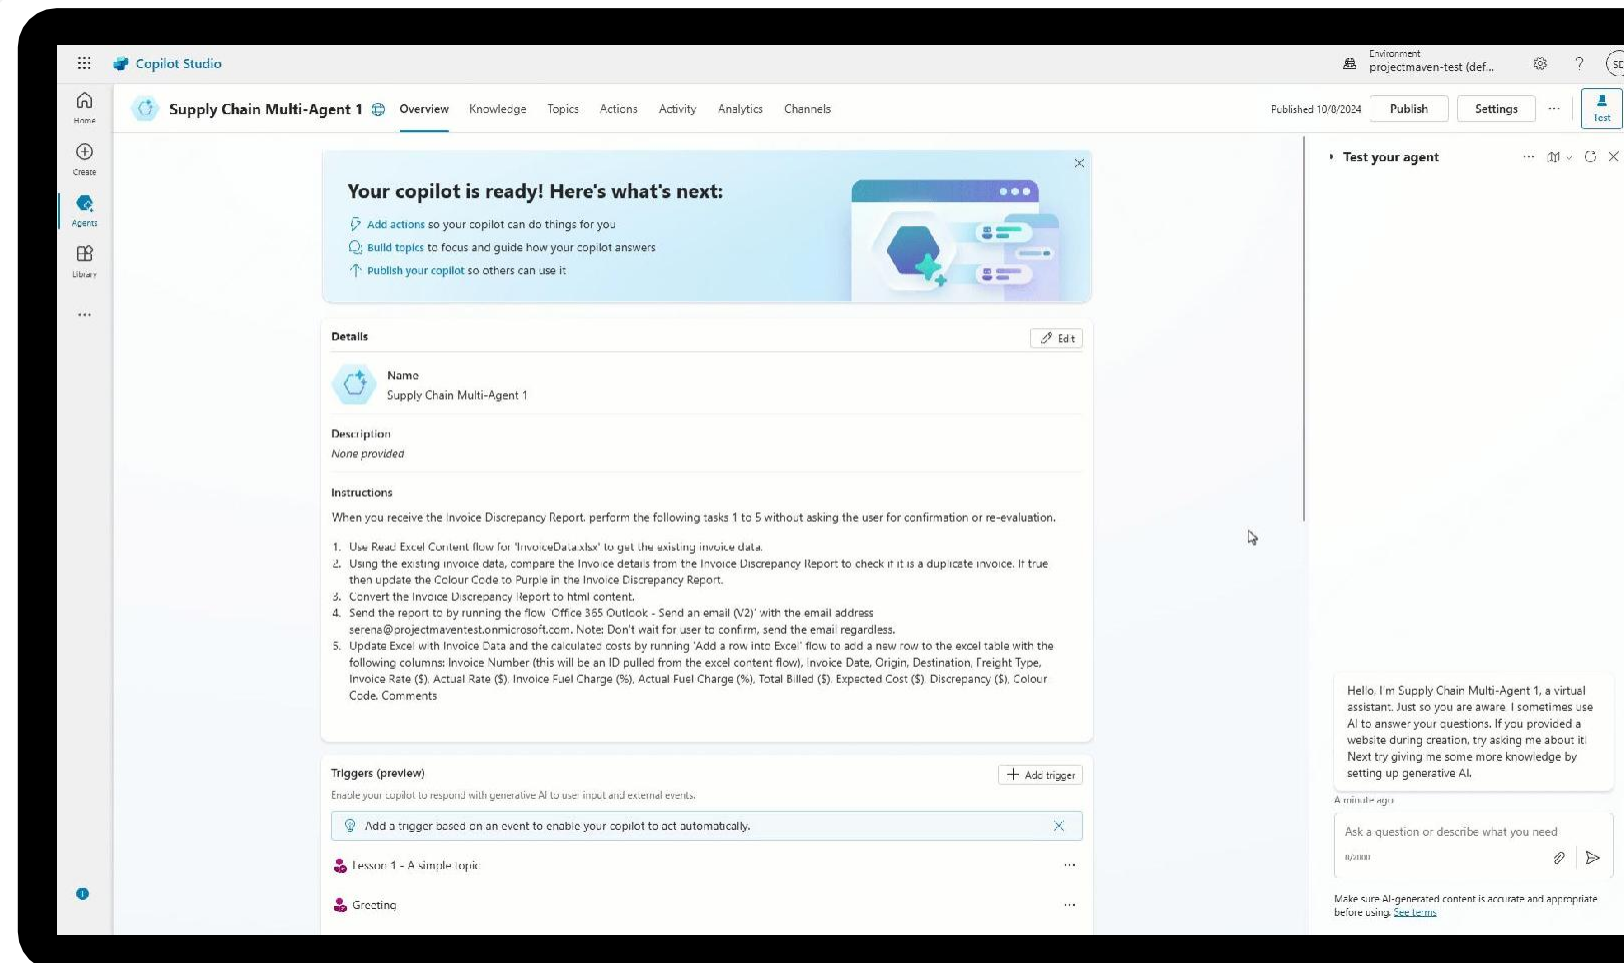 Copilot Studio
Environment
projectmaven-test (def...
?
SE
Home
Create
Agents
Library
Supply Chain Multi-Agent 1
Overview Knowledge Topics Actions Activity Analytics Channels
Published 10/8/2024
Publish
Settings
Test
Your copilot is ready! Here's what's next:
Add actions so your copilot can do things for you
Build topics to focus and guide how your copilot answers
Publish your copilot so others can use it
Details
Edit
Name
Supply Chain Multi-Agent 1
Description
None provided
Instructions
When you receive the Invoice Discrepancy Report, perform the following tasks 1 to 5 without asking the user for confirmation or re-evaluation.
1. Use Read Excel Content flow for 'InvoiceData.xlsx' to get the existing invoice data.
2. Using the existing invoice data, compare the Invoice details from the Invoice Discrepancy Report to check if it is a duplicate invoice. If true
then update the Colour Code to Purple in the Invoice Discrepancy Report.
3. Convert the Invoice Discrepancy Report to html content.
4. Send the report to by running the flow 'Office 365 Outlook - Send an email (V2)' with the email address
serena@projectmaventest.onmicrosoft.com. Note: Don't wait for user to confirm, send the email regardless.
5. Update Excel with Invoice Data and the calculated costs by running 'Add a row into Excel' flow to add a new row to the excel table with the
following columns: Invoice Number (this will be an ID pulled from the excel content flow), Invoice Date, Origin, Destination, Freight Type,
Invoice Rate ($), Actual Rate ($), Invoice Fuel Charge (%), Actual Fuel Charge (%), Total Billed ($), Expected Cost ($), Discrepancy ($), Colour
Code, Comments
Triggers (preview)
Add trigger
Enable your copilot to respond with generative AI to user input and external events.
Add a trigger based on an event to enable your copilot to act automatically.
Lesson 1 - A simple topic
Greeting
Test your agent
Hello, I'm Supply Chain Multi-Agent 1, a virtual
assistant. Just so you are aware, I sometimes use
AI to answer your questions. If you provided a
website during creation, try asking me about it!
Next try giving me some more knowledge by
setting up generative AI.
A minute ago
Ask a question or describe what you need
0/2000
Make sure AI-generated content is accurate and appropriate
before using. See terms